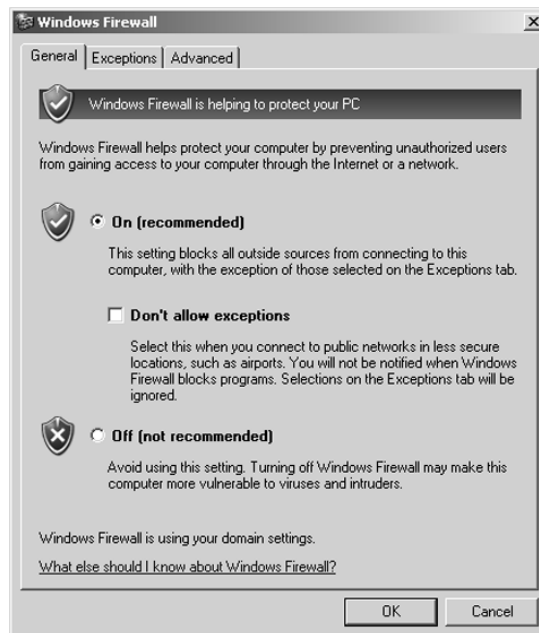 Windows Firewall
General Exceptions Advanced
Windows Firewall is helping to protect your PC
Windows Firewall helps protect your computer by preventing unauthorized users
from gaining access to your computer through the Internet or a network.
On (recommended)
This setting blocks all outside sources from connecting to this
computer, with the exception of those selected on the Exceptions tab.
Don't allow exceptions
Select this when you connect to public networks in less secure
locations, such as airports. You will not be notified when Windows
Firewall blocks programs. Selections on the Exceptions tab will be
ignored.
Off (not recommended)
Avoid using this setting. Turning off Windows Firewall may make this
computer more vulnerable to viruses and intruders.
Windows Firewall is using your domain settings.
What else should I know about Windows Firewall?
OK Cancel